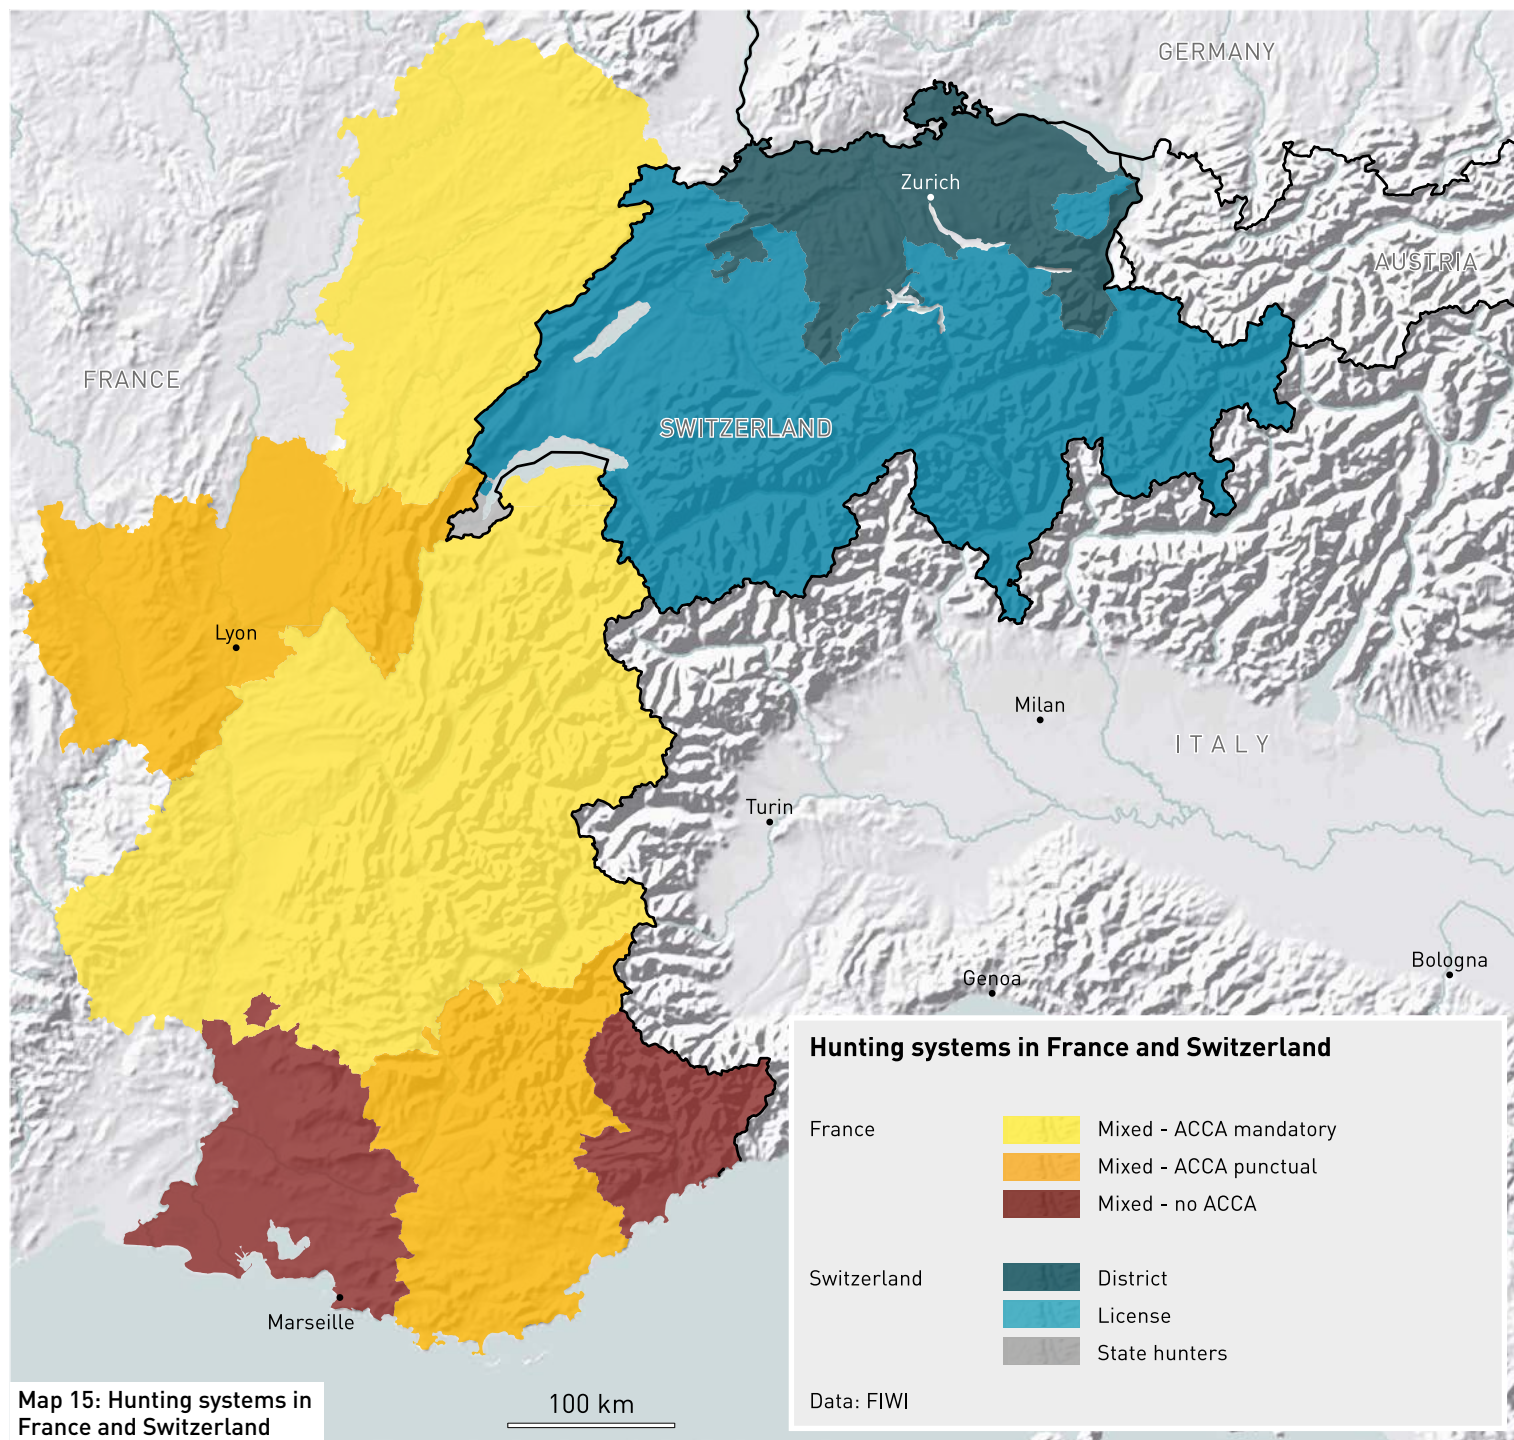 GERMANY
Zurich
AUSTRIA
FRANCE
SWITZERLAND
Lyon
Milan
ITALY
Turin
Bologna
Genoa
Hunting systems in France and Switzerland
France
Mixed - ACCA mandatory
Mixed - ACCA punctual
Mixed - no ACCA
Switzerland
District
License
State hunters
Data: FIWI
Marseille
100 km
Map 15: Hunting systems in
France and Switzerland